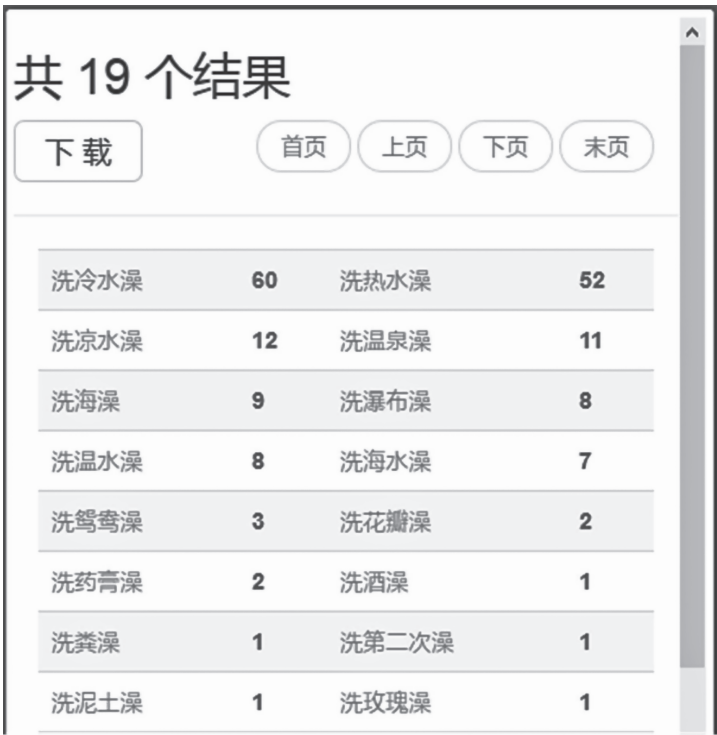 共 19 个结果
下载 首页 上页 下页 末页
洗冷水澡 60 洗热水澡 52
洗凉水澡 12 洗温泉澡 11
洗海澡 9 洗瀑布澡 8
洗温水澡 8 洗海水澡 7
洗鸳鸯澡 3 洗花瓣澡 2
洗药膏澡 2 洗酒澡 1
洗粪澡 1 洗第二次澡 1
洗泥土澡 1 洗玫瑰澡 1